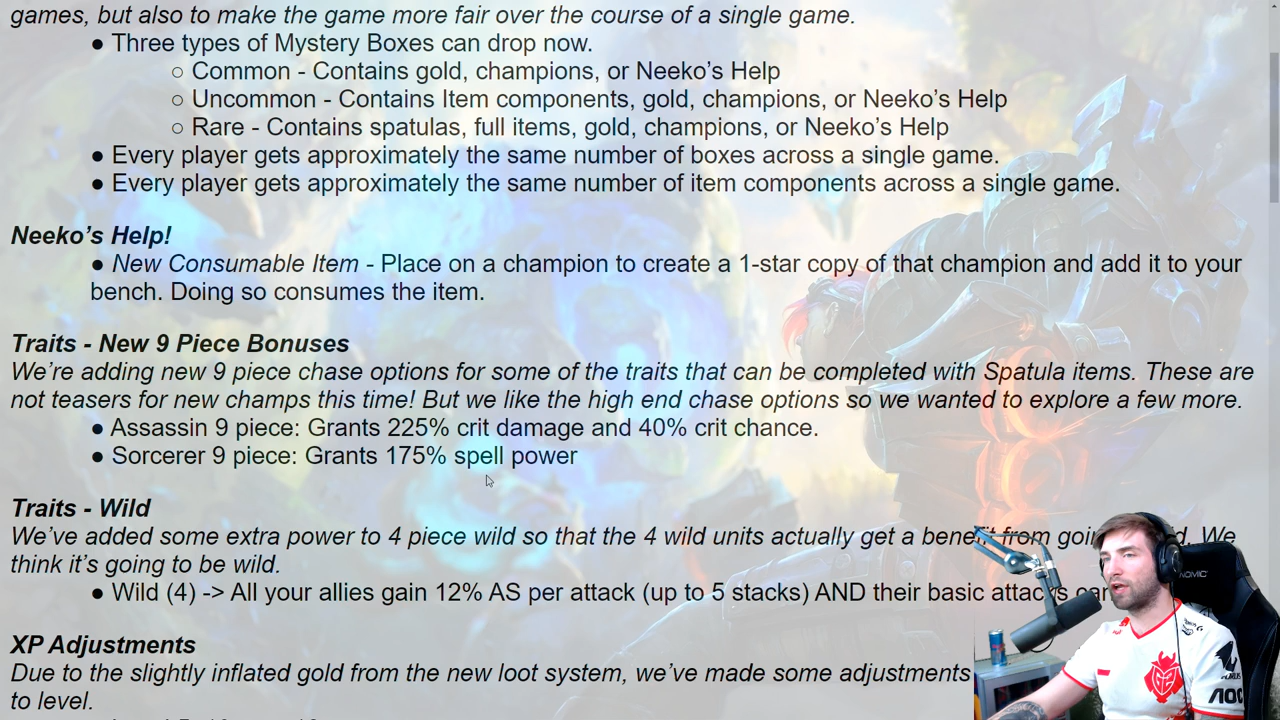 games, but also to make the game more fair over the course of a single game.
● Three types of Mystery Boxes can drop now.
○ Common - Contains gold, champions, or Neeko's Help
○ Uncommon - Contains Item components, gold, champions, or Neeko's Help
○ Rare - Contains spatulas, full items, gold, champions, or Neeko's Help
● Every player gets approximately the same number of boxes across a single game.
● Every player gets approximately the same number of item components across a single game.
Neeko's Help!
● New Consumable Item - Place on a champion to create a 1-star copy of that champion and add it to your
bench. Doing so consumes the item.
Traits - New 9 Piece Bonuses
We're adding new 9 piece chase options for some of the traits that can be completed with Spatula items. These are
not teasers for new champs this time! But we like the high end chase options so we wanted to explore a few more.
● Assassin 9 piece: Grants 225% crit damage and 40% crit chance.
● Sorcerer 9 piece: Grants 175% spell power
Traits - Wild
We've added some extra power to 4 piece wild so that the 4 wild units actually get a benefit from We
think it's going to be wild.
● Wild (4) -> All your allies gain 12% AS per attack (up to 5 stacks) AND their basic attacks
NOMIC
XP Adjustments
Due to the slightly inflated gold from the new loot system, we've made some adjustments
to level.
G2
AORUS
AOC